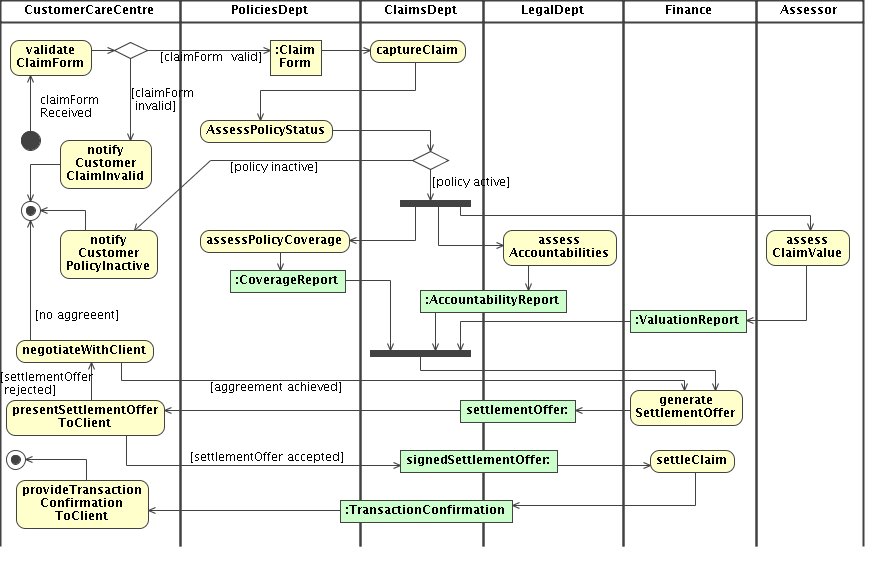 CustomerCareCentre
PoliciesDept
ClaimsDept
LegalDept
Finance
Assessor
validate
ClaimForm
[claimForm  valid]
:Claim
Form
captureClaim
claimForm
Received
[claimForm
invalid]
AssessPolicyStatus
notify
Customer
ClaimInvalid
[policy inactive]
[policy active]
notify
Customer
PolicyInactive
assessPolicyCoverage
assess
Accountabilities
assess
ClaimValue
:CoverageReport
:AccountabilityReport
:ValuationReport
[no aggreeent]
negotiateWithClient
[settlementOffer
rejected]
[aggreement achieved]
presentSettlementOffer
ToClient
settlementOffer:
generate
SettlementOffer
[settlementOffer accepted]
signedSettlementOffer:
settleClaim
provideTransaction
Confirmation
ToClient
:TransactionConfirmation